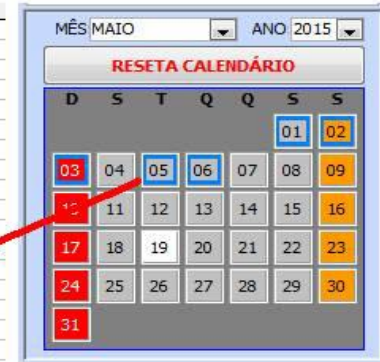 MÊS MAIO ANO 2015
RESETA CALENDÁRIO
D S T Q Q S S
01 02
03 04 05 06 07 08 09
11 12 13 14 15 16
17 18 19 20 21 22 23
24 25 26 27 28 29 30
31